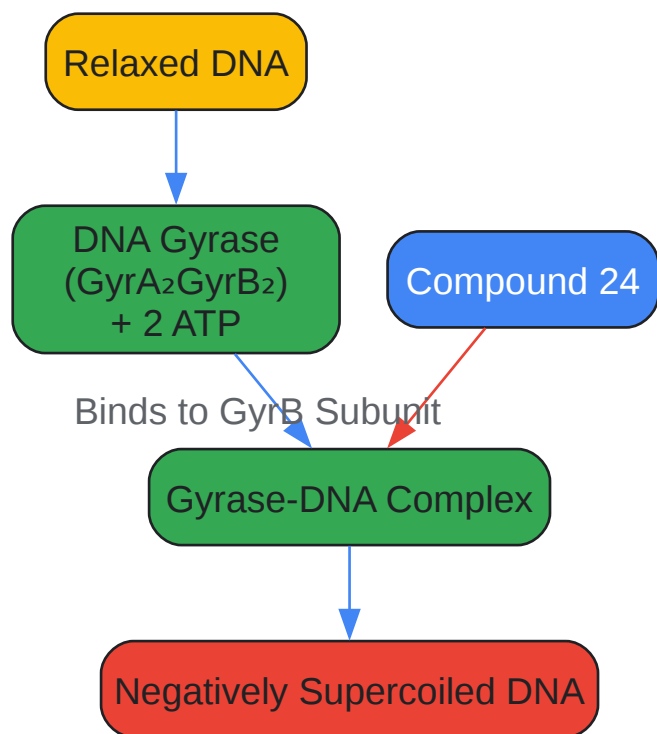 Relaxed DNA
DNA Gyrase
(GyrA₂GyrB₂)
+ 2 ATP
Compound 24
Binds to GyrB Subunit
Gyrase-DNA Complex
Negatively Supercoiled DNA